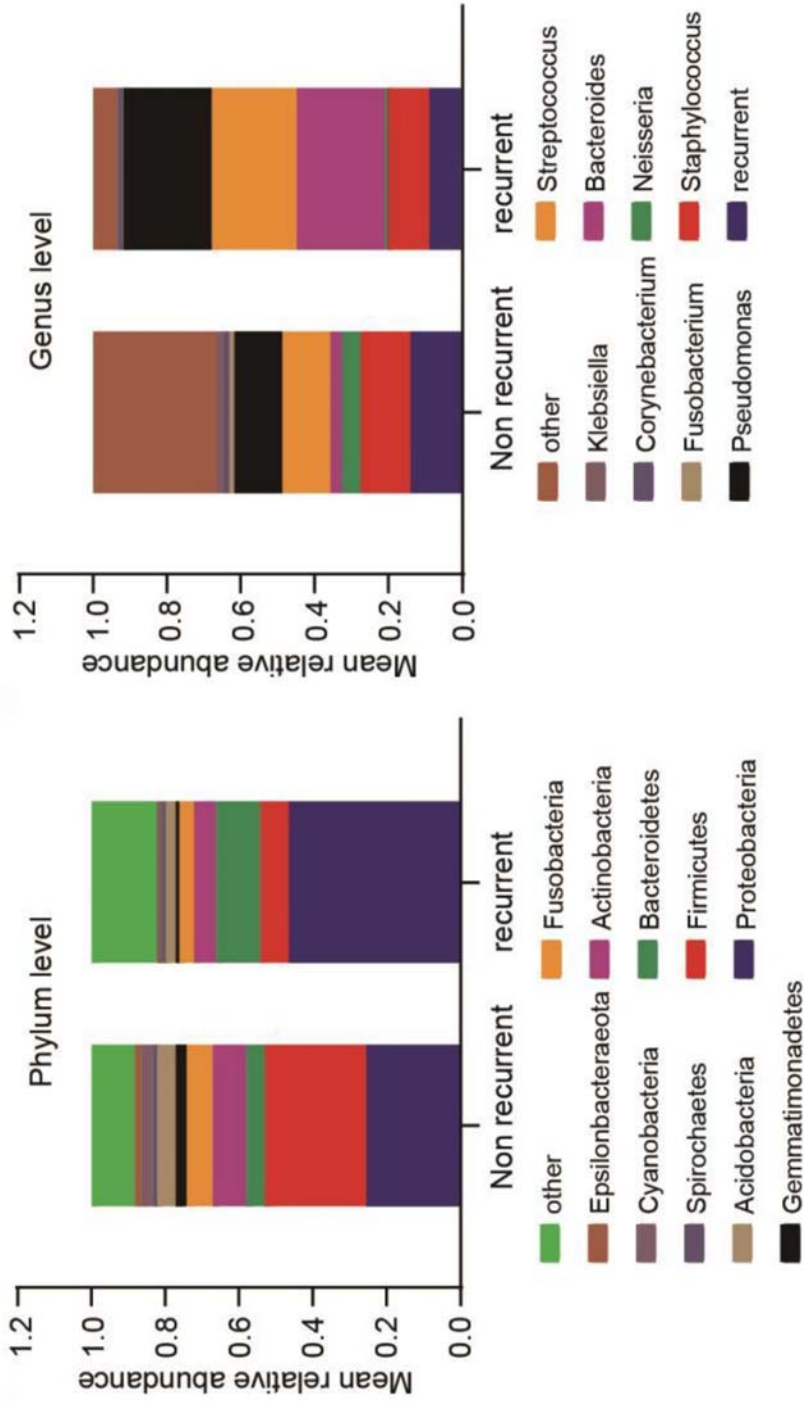 Phylum level
Mean relative abundance
1.2
1.0
0.8
0.6
0.4
0.2
0.0
Non recurrent
recurrent
other
Epsilonbacteraeota
Cyanobacteria
Spirochaetes
Acidobacteria
Gemmatimonadetes
Fusobacteria
Actinobacteria
Bacteroidetes
Firmicutes
Proteobacteria
Genus level
Mean relative abundance
1.2
1.0
0.8
0.6
0.4
0.2
0.0
Non recurrent
recurrent
other
Klebsiella
Corynebacterium
Fusobacterium
Pseudomonas
Streptococcus
Bacteroides
Neisseria
Staphylococcus
recurrent